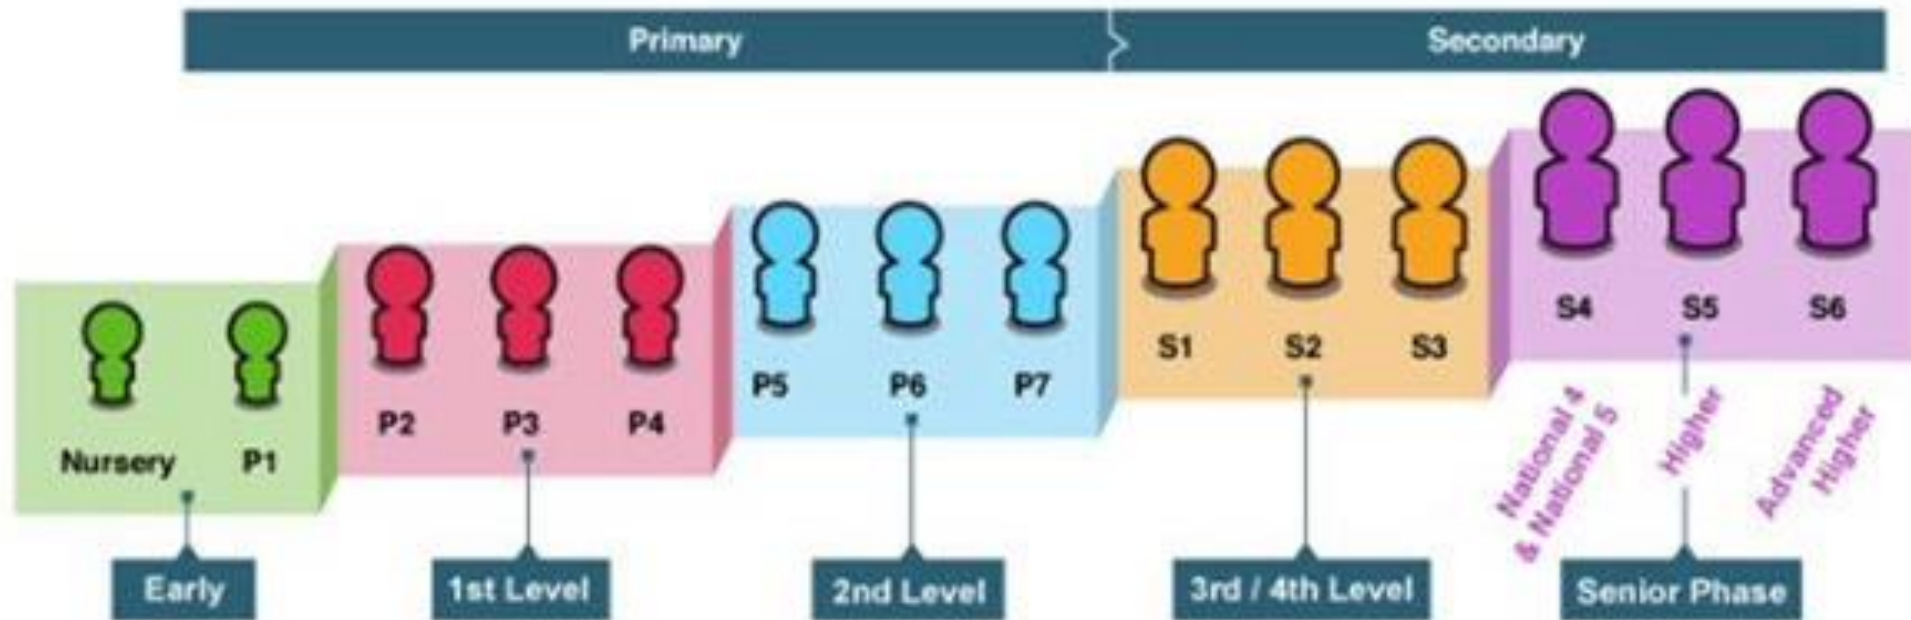 Primary
Secondary
Nursery
P1
P2
P3
P4
P5
P6
P7
S1
S2
S3
S4
S5
S6
National 4
& National 5
Higher
Advanced
Higher
Early
1st Level
2nd Level
3rd / 4th Level
Senior Phase